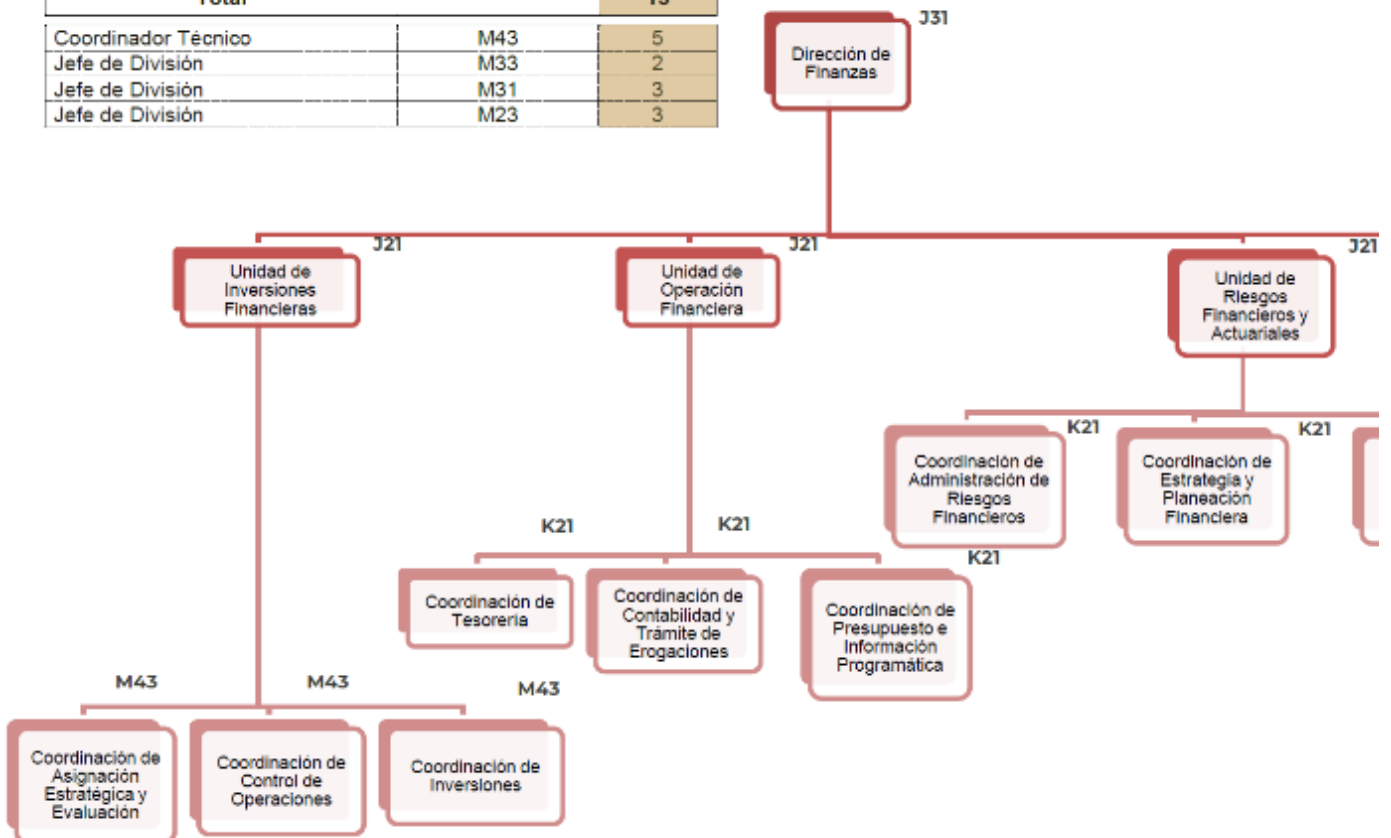 Total 13
Coordinador Técnico M43 5
Jefe de División M33 2
Jefe de División M31 3
Jefe de División M23 3
J31
Dirección de
Finanzas
J21
J21
J21
Unidad de
Inversiones
Financieras
Unidad de
Operación
Financiera
Unidad de
Riesgos
Financieros y
Actuariales
K21
K21
Coordinación de
Administración de
Riesgos
Financieros
Coordinación de
Estrategia y
Planeación
Financiera
K21
K21
K21
Coordinación de
Tesorería
Coordinación de
Contabilidad y
Trámite de
Erogaciones
Coordinación de
Presupuesto e
Información
Programática
M43
M43
M43
Coordinación de
Asignación
Estratégica y
Evaluación
Coordinación de
Control de
Operaciones
Coordinación de
Inversiones